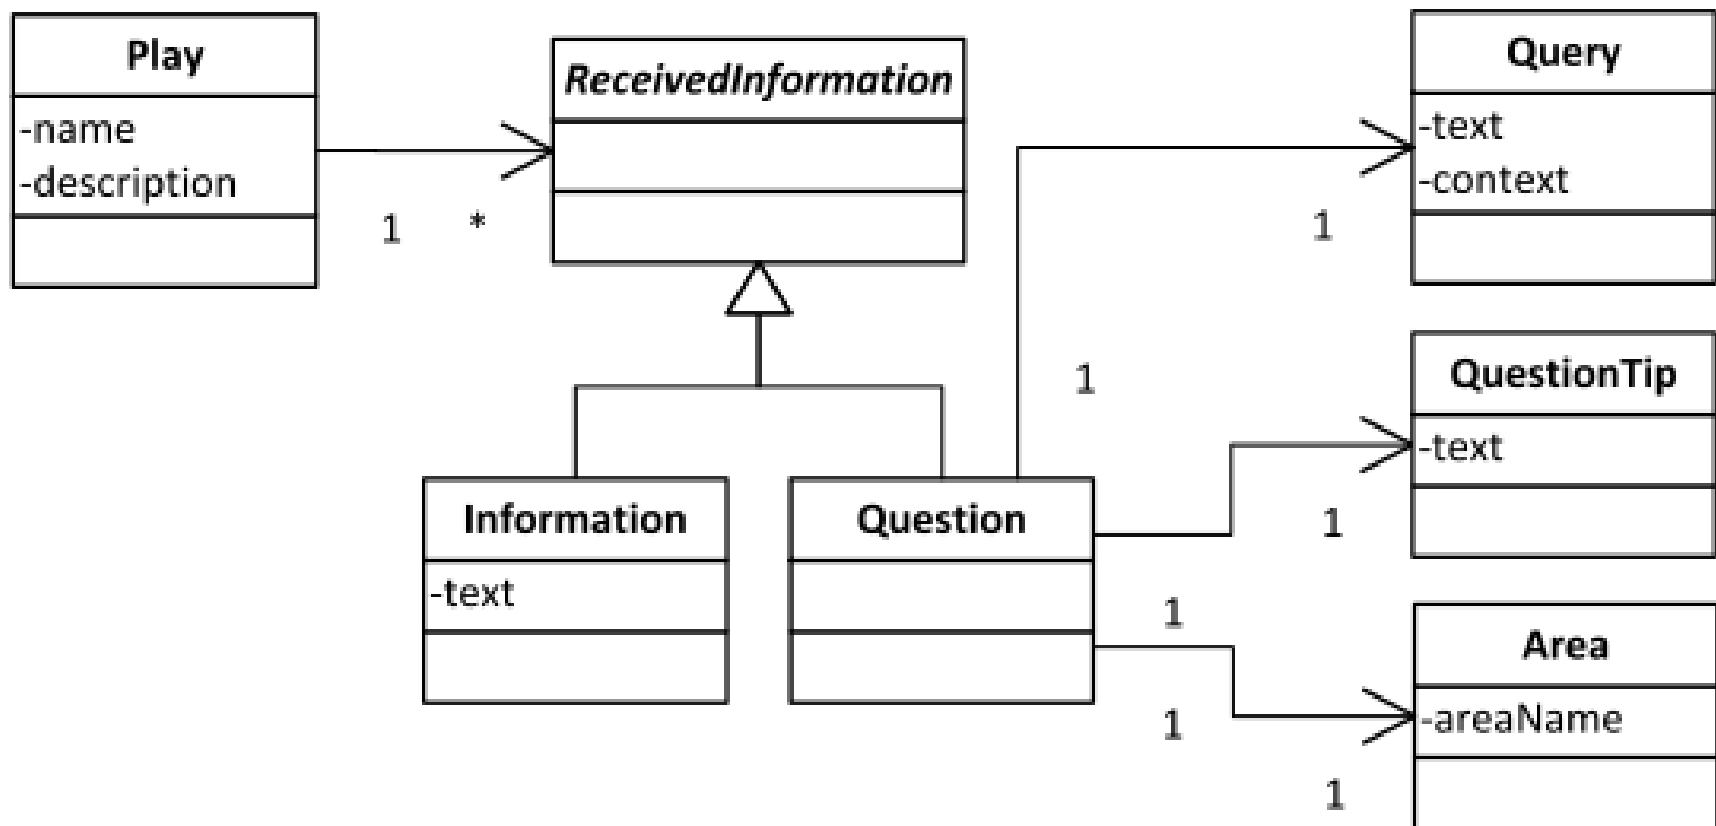 Play
-name
-description
1
*
ReceivedInformation
Query
-text
-context
1
1
QuestionTip
-text
1
1
Information
-text
Question
Area
-areaName
1
1